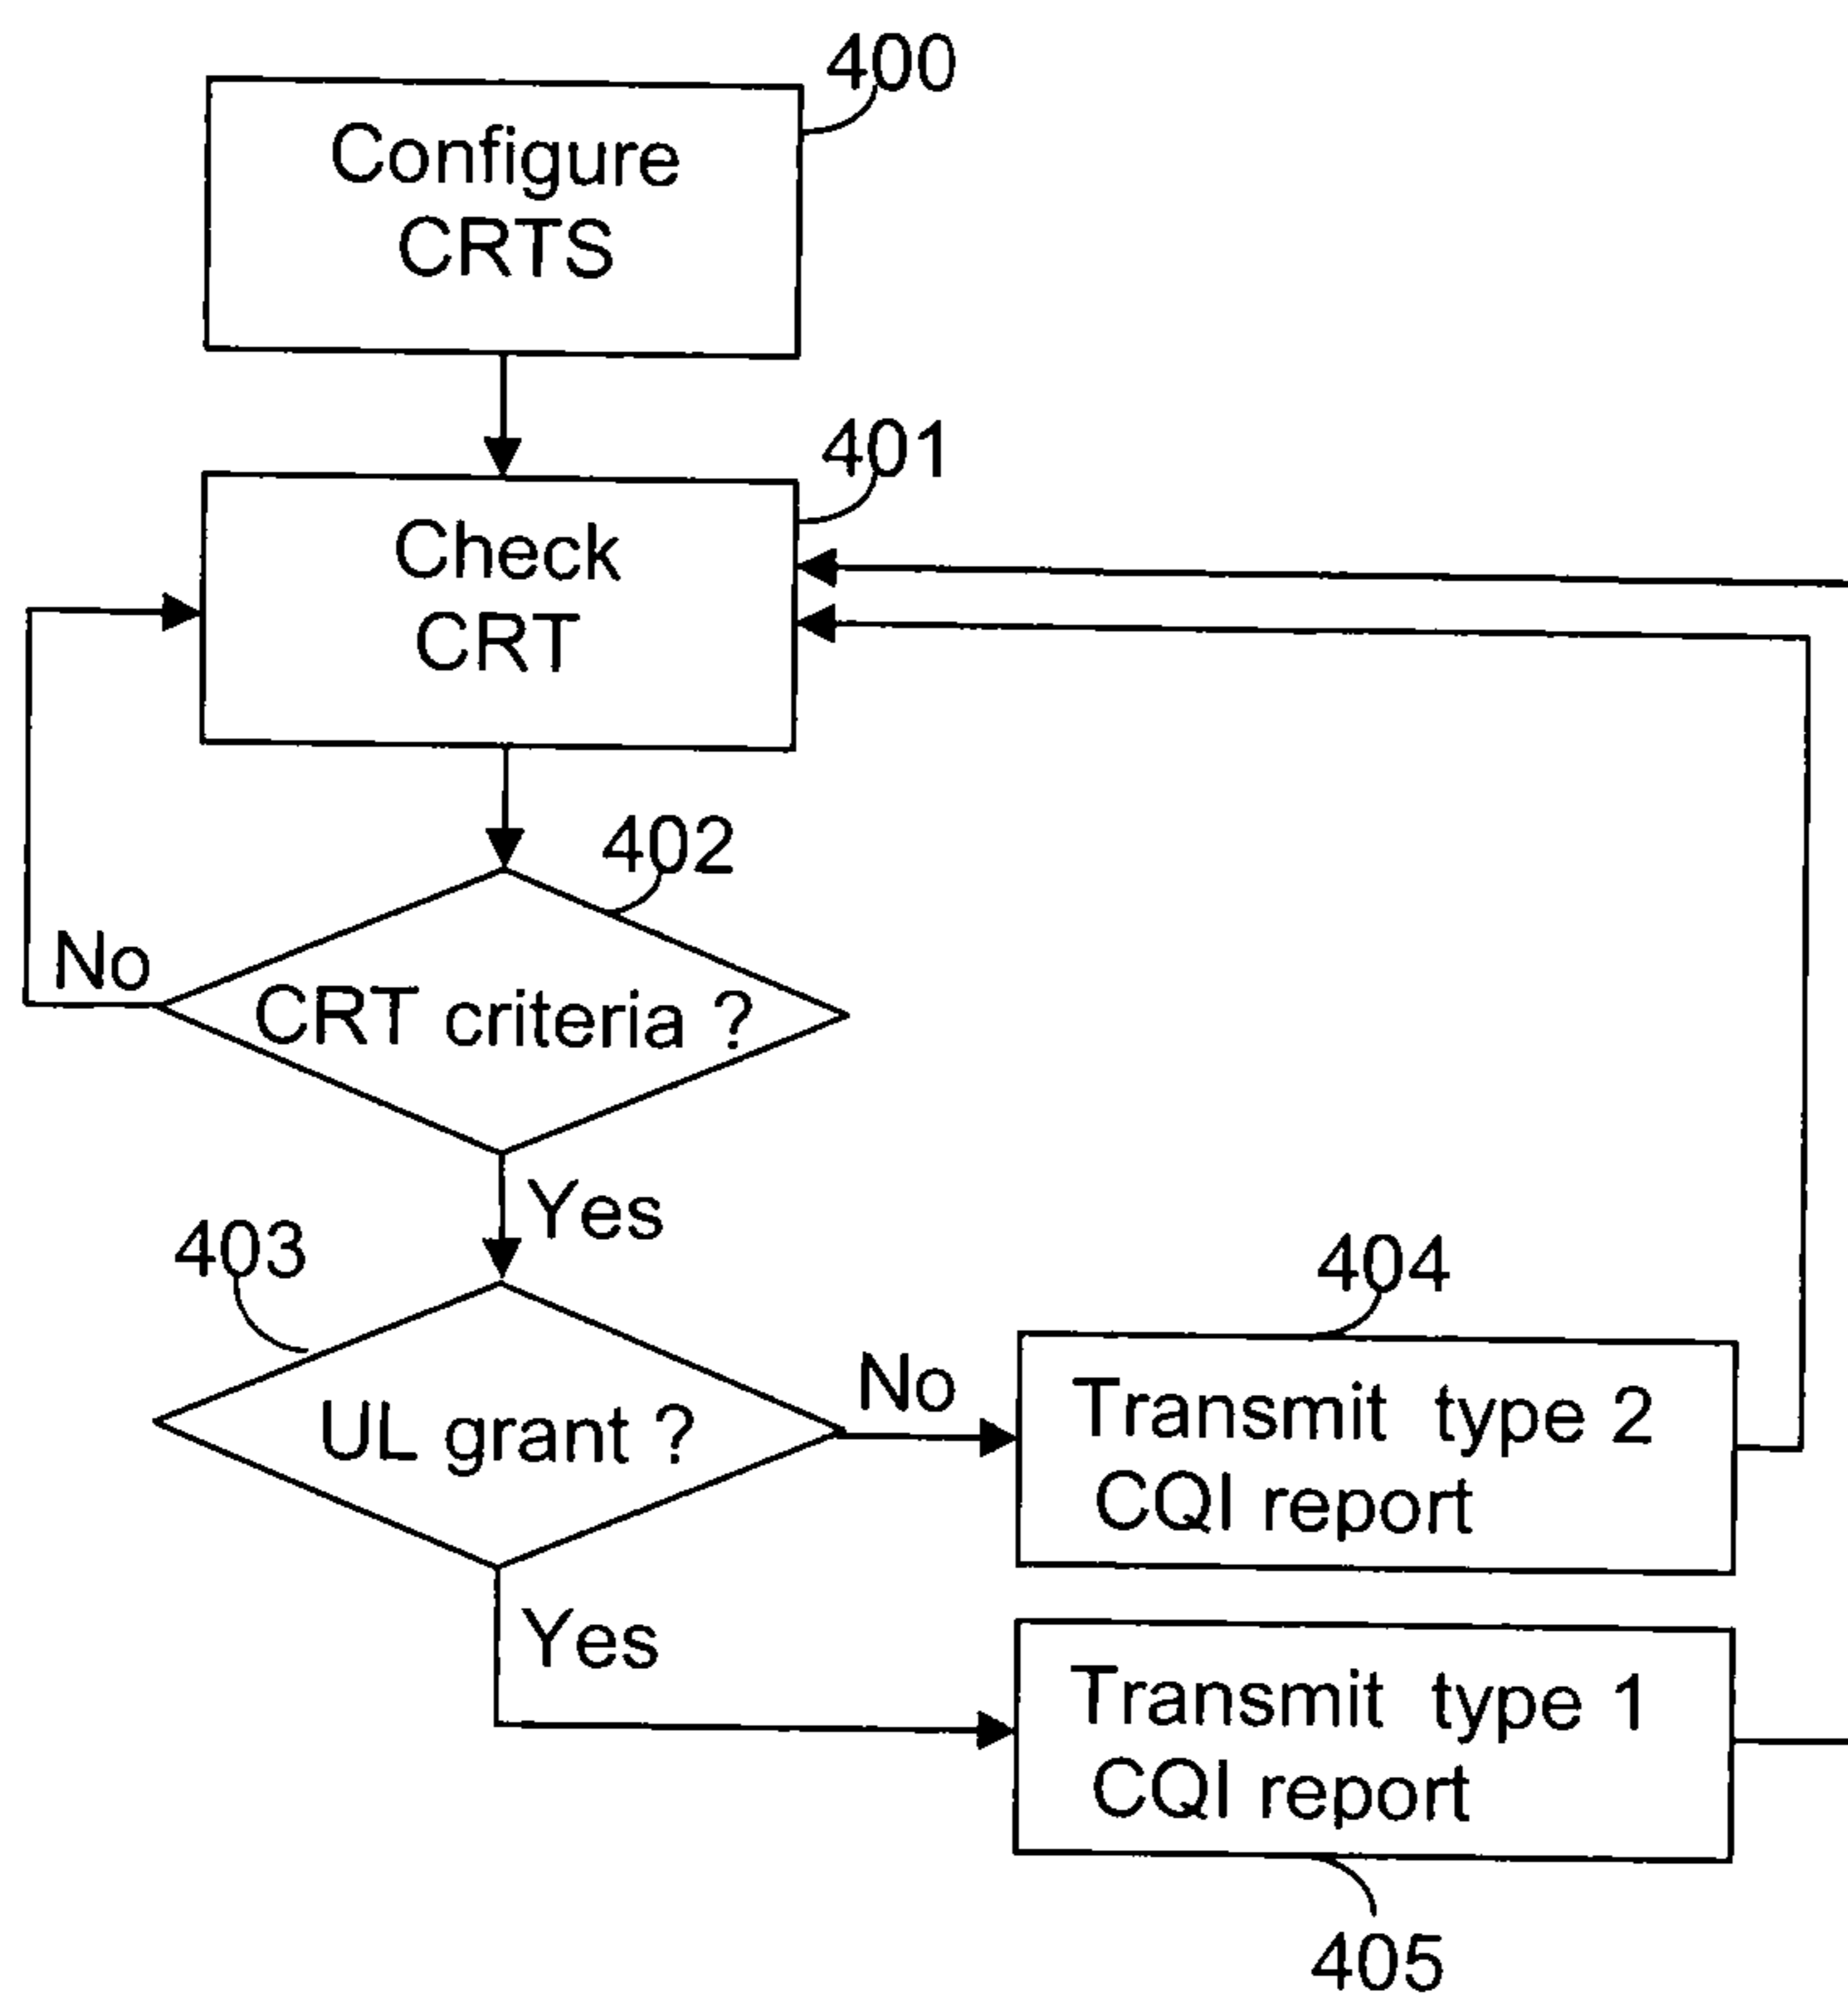 400
Configure
CRTS
401
Check
CRT
402
No
CRT criteria ?
Yes
403
UL grant ?
No
404
Transmit type 2
CQI report
Yes
Transmit type 1
CQI report
405